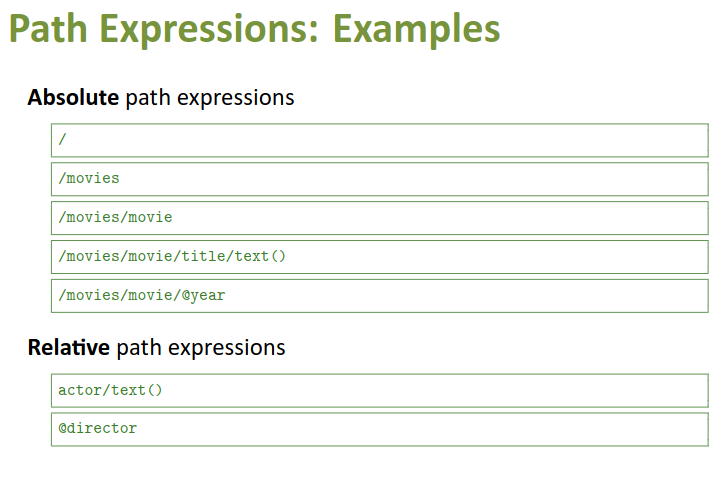 Path Expressions: Examples
Absolute path expressions
/
/movies
/movies/movie
/movies/movie/title/text()
/movies/movie/@year
Relative path expressions
actor/text()
@director